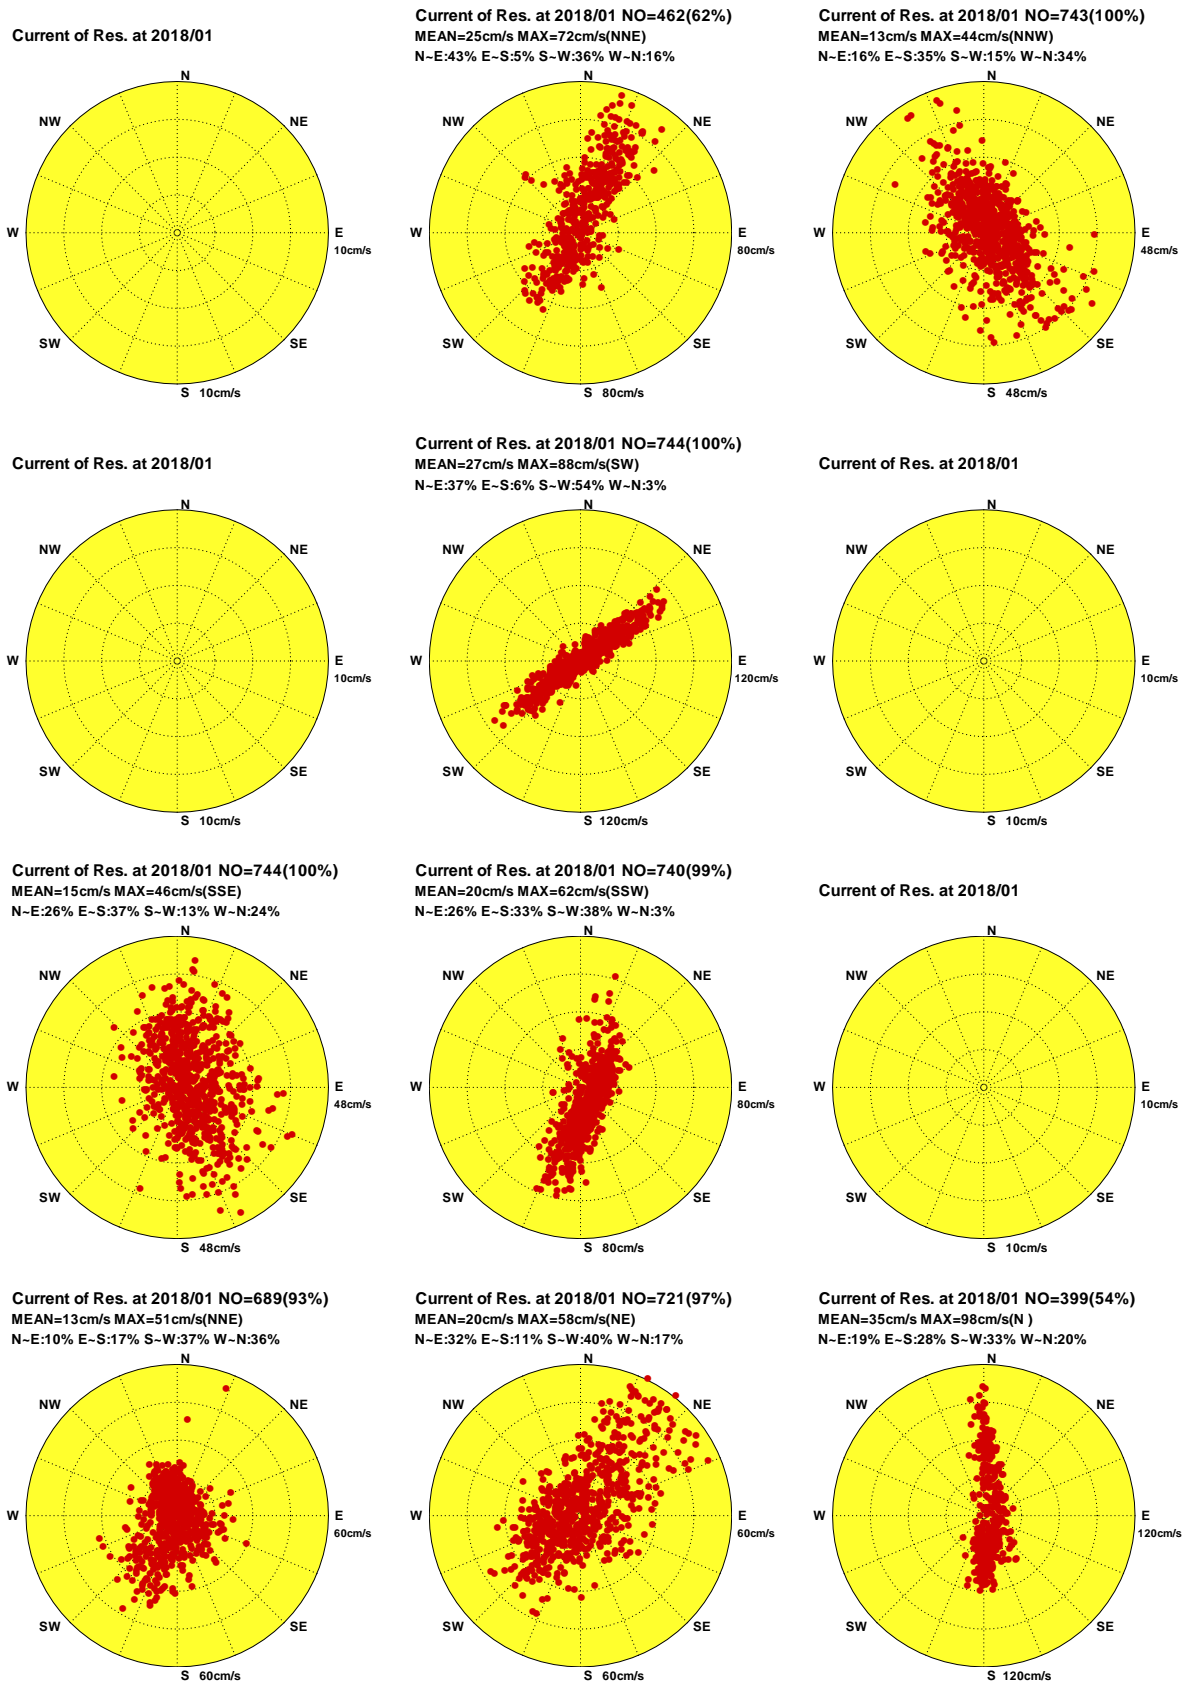 Current of Res. at 2018/01
N
NW
NE
W
E
10cm/s
SW
SE
S 10cm/s
Current of Res. at 2018/01 NO=462(62%)
MEAN=25cm/s MAX=72cm/s(NNE)
N~E:43% E~S:5% S~W:36% W~N:16%
N
NW
NE
W
E
80cm/s
SW
SE
S 80cm/s
Current of Res. at 2018/01 NO=743(100%)
MEAN=13cm/s MAX=44cm/s(NNW)
N~E:16% E~S:35% S~W:15% W~N:34%
N
NW
NE
W
E
48cm/s
SW
SE
S 48cm/s
Current of Res. at 2018/01
N
NW
NE
W
E
10cm/s
SW
SE
S 10cm/s
Current of Res. at 2018/01 NO=744(100%)
MEAN=27cm/s MAX=88cm/s(SW)
N~E:37% E~S:6% S~W:54% W~N:3%
N
NW
NE
W
E
120cm/s
SW
SE
S 120cm/s
Current of Res. at 2018/01
N
NW
NE
W
E
10cm/s
SW
SE
S 10cm/s
Current of Res. at 2018/01 NO=744(100%)
MEAN=15cm/s MAX=46cm/s(SSE)
N~E:26% E~S:37% S~W:13% W~N:24%
N
NW
NE
W
E
48cm/s
SW
SE
S 48cm/s
Current of Res. at 2018/01 NO=740(99%)
MEAN=20cm/s MAX=62cm/s(SSW)
N~E:26% E~S:33% S~W:38% W~N:3%
N
NW
NE
W
E
80cm/s
SW
SE
S 80cm/s
Current of Res. at 2018/01
N
NW
NE
W
E
10cm/s
SW
SE
S 10cm/s
Current of Res. at 2018/01 NO=689(93%)
MEAN=13cm/s MAX=51cm/s(NNE)
N~E:10% E~S:17% S~W:37% W~N:36%
N
NW
NE
W
E
60cm/s
SW
SE
S 60cm/s
Current of Res. at 2018/01 NO=721(97%)
MEAN=20cm/s MAX=58cm/s(NE)
N~E:32% E~S:11% S~W:40% W~N:17%
N
NW
NE
W
E
60cm/s
SW
SE
S 60cm/s
Current of Res. at 2018/01 NO=399(54%)
MEAN=35cm/s MAX=98cm/s(N )
N~E:19% E~S:28% S~W:33% W~N:20%
N
NW
NE
W
E
120cm/s
SW
SE
S 120cm/s